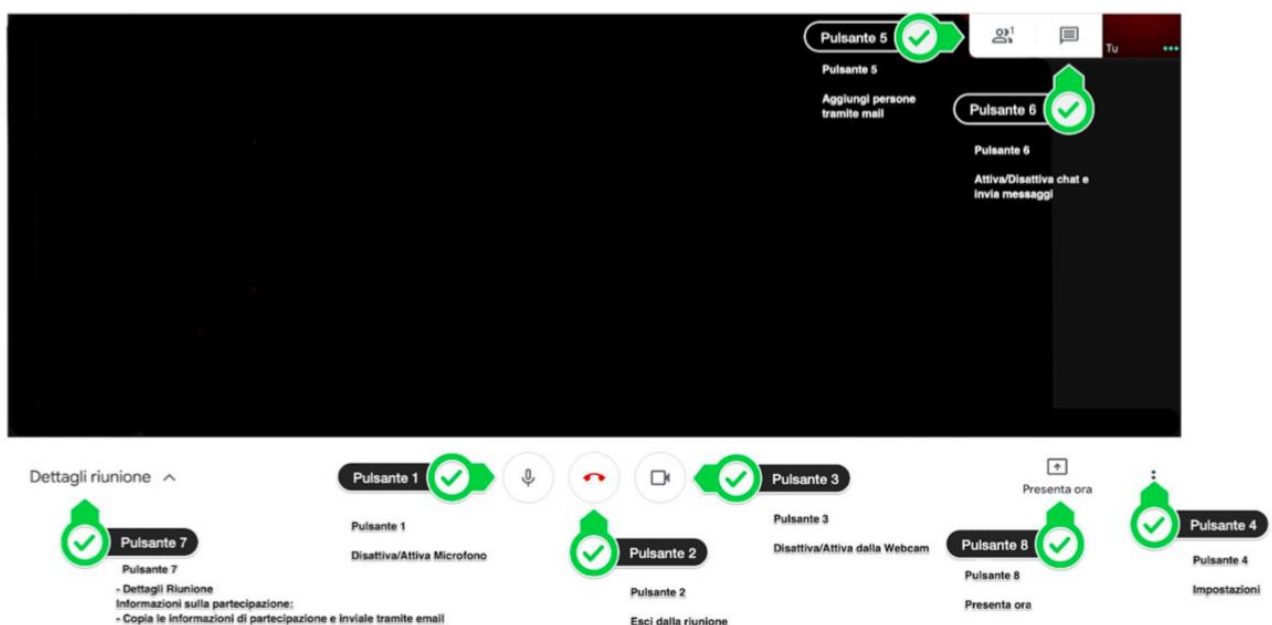 Pulsante 5
1
Tu
Pulsante 5
Aggiungi persone
tramite mail
Pulsante 6
Pulsante 6
Attiva/Disattiva chat e
invia messaggi
Dettagli riunione
Pulsante 1
Pulsante 3
Presenta ora
Pulsante 7
Pulsante 7
- Dettagli Riunione
Informazioni sulla partecipazione:
- Copia le informazioni di partecipazione e inviale tramite email
Pulsante 1
Disattiva/Attiva Microfono
Pulsante 2
Pulsante 2
Esci dalla riunione
Pulsante 3
Disattiva/Attiva dalla Webcam
Pulsante 8
Pulsante 8
Presenta ora
Pulsante 4
Pulsante 4
Impostazioni